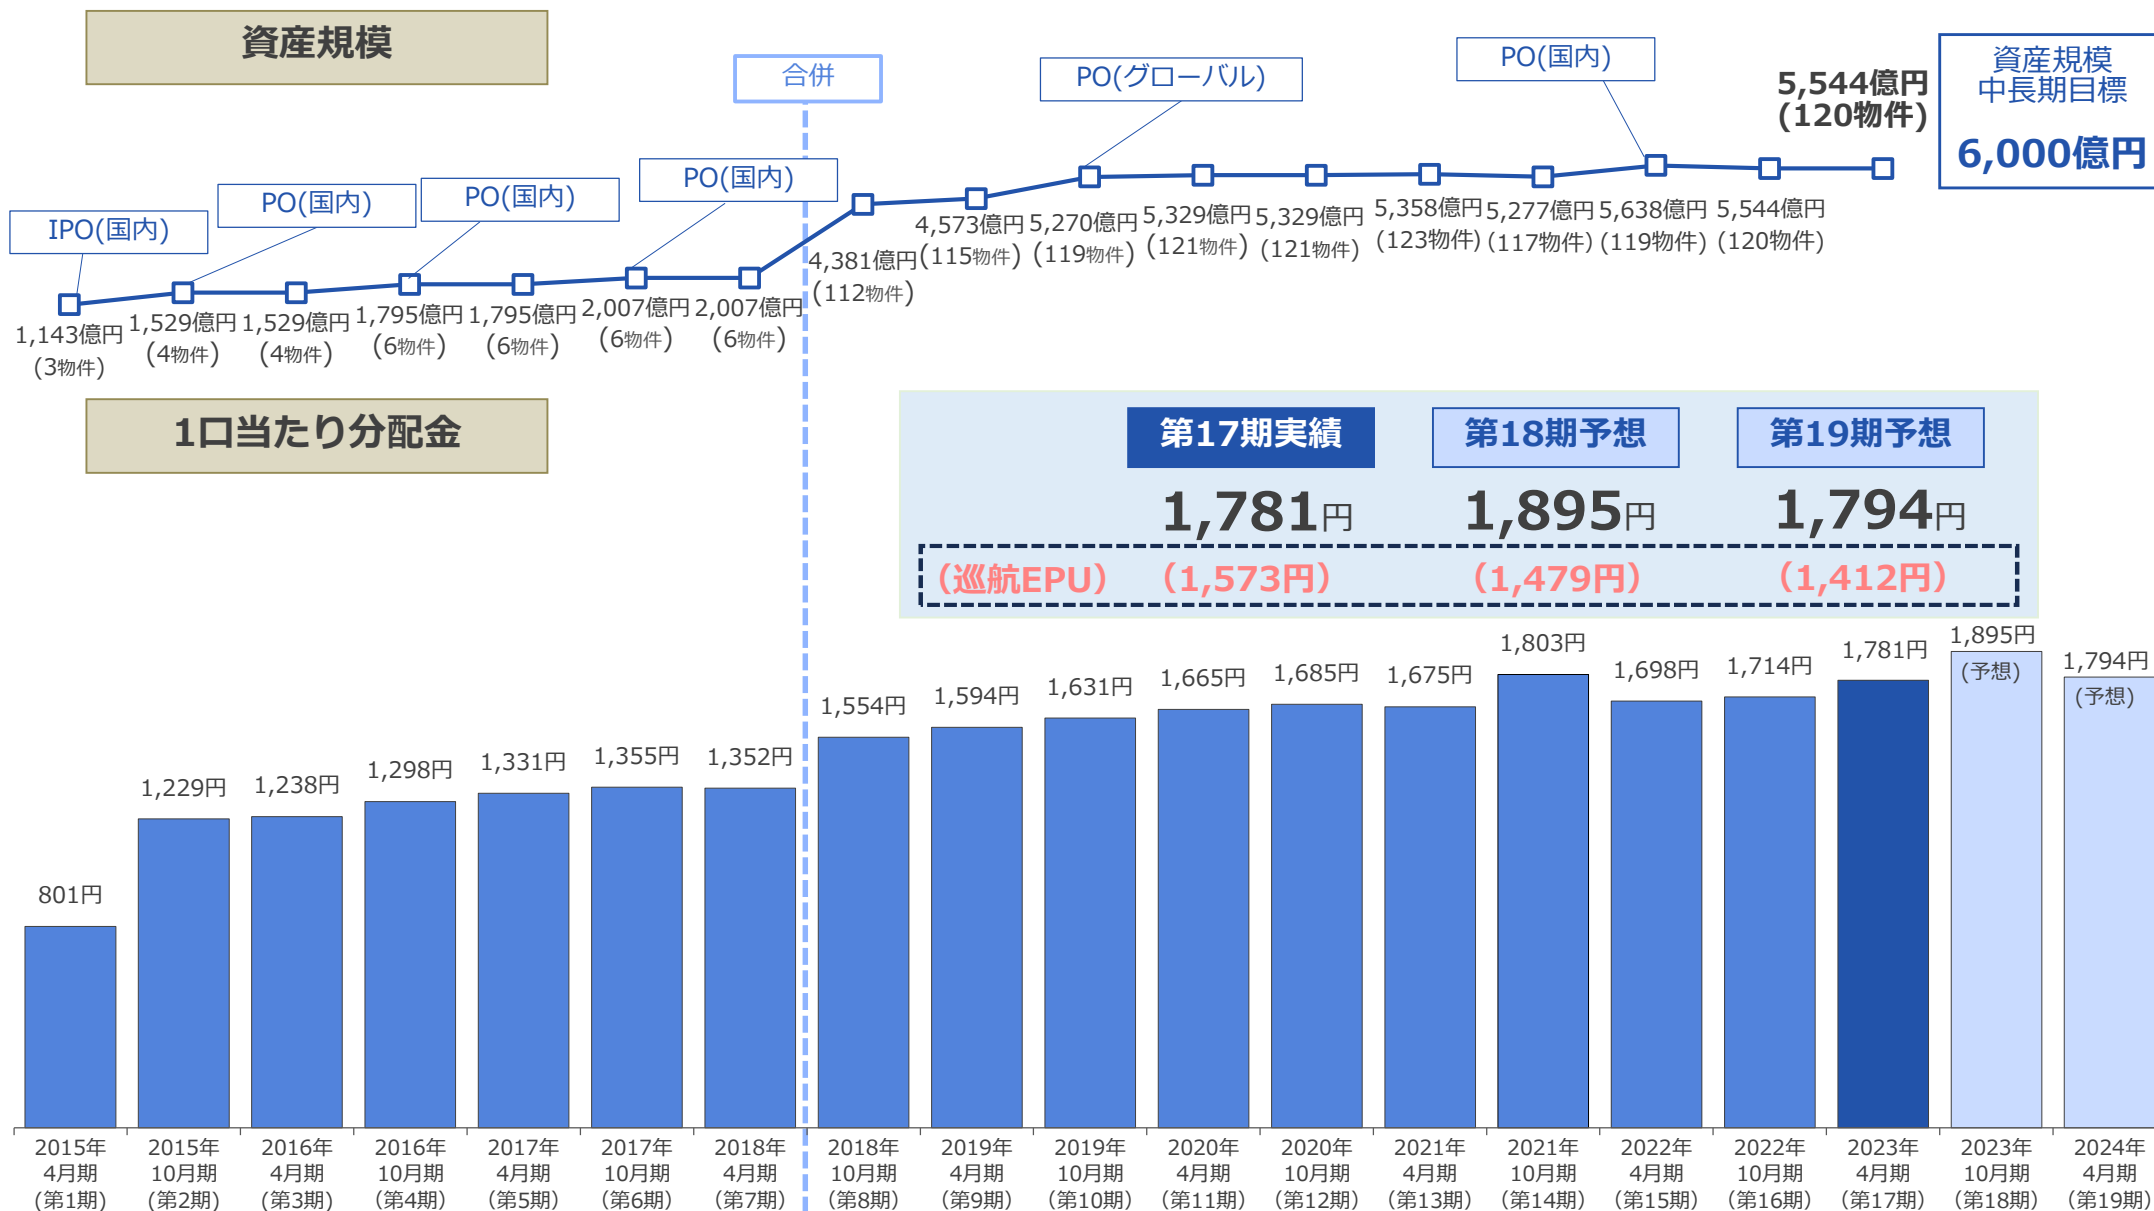 資産規模
合併
IPO(国内)
PO(国内)
PO(国内)
PO(国内)
PO(グローバル)
PO(国内)
5,544億円
(120物件)
資産規模
中長期目標
6,000億円
1,143億円
(3物件)
1,529億円
(4物件)
1,529億円
(4物件)
1,795億円
(6物件)
1,795億円
(6物件)
2,007億円
(6物件)
2,007億円
(6物件)
4,381億円
(112物件)
4,573億円
(115物件)
5,270億円
(119物件)
5,329億円
(121物件)
5,329億円
(121物件)
5,358億円
(123物件)
5,277億円
(117物件)
5,638億円
(119物件)
5,544億円
(120物件)
1口当たり分配金
第17期実績
第18期予想
第19期予想
1,781円
1,895円
1,794円
（巡航EPU）
（1,573円）
（1,479円）
（1,412円）
801円
1,229円
1,238円
1,298円
1,331円
1,355円
1,352円
1,554円
1,594円
1,631円
1,665円
1,685円
1,675円
1,803円
1,698円
1,714円
1,781円
1,895円
(予想)
1,794円
(予想)
2015年
4月期
(第1期)
2015年
10月期
(第2期)
2016年
4月期
(第3期)
2016年
10月期
(第4期)
2017年
4月期
(第5期)
2017年
10月期
(第6期)
2018年
4月期
(第7期)
2018年
10月期
(第8期)
2019年
4月期
(第9期)
2019年
10月期
(第10期)
2020年
4月期
(第11期)
2020年
10月期
(第12期)
2021年
4月期
(第13期)
2021年
10月期
(第14期)
2022年
4月期
(第15期)
2022年
10月期
(第16期)
2023年
4月期
(第17期)
2023年
10月期
(第18期)
2024年
4月期
(第19期)